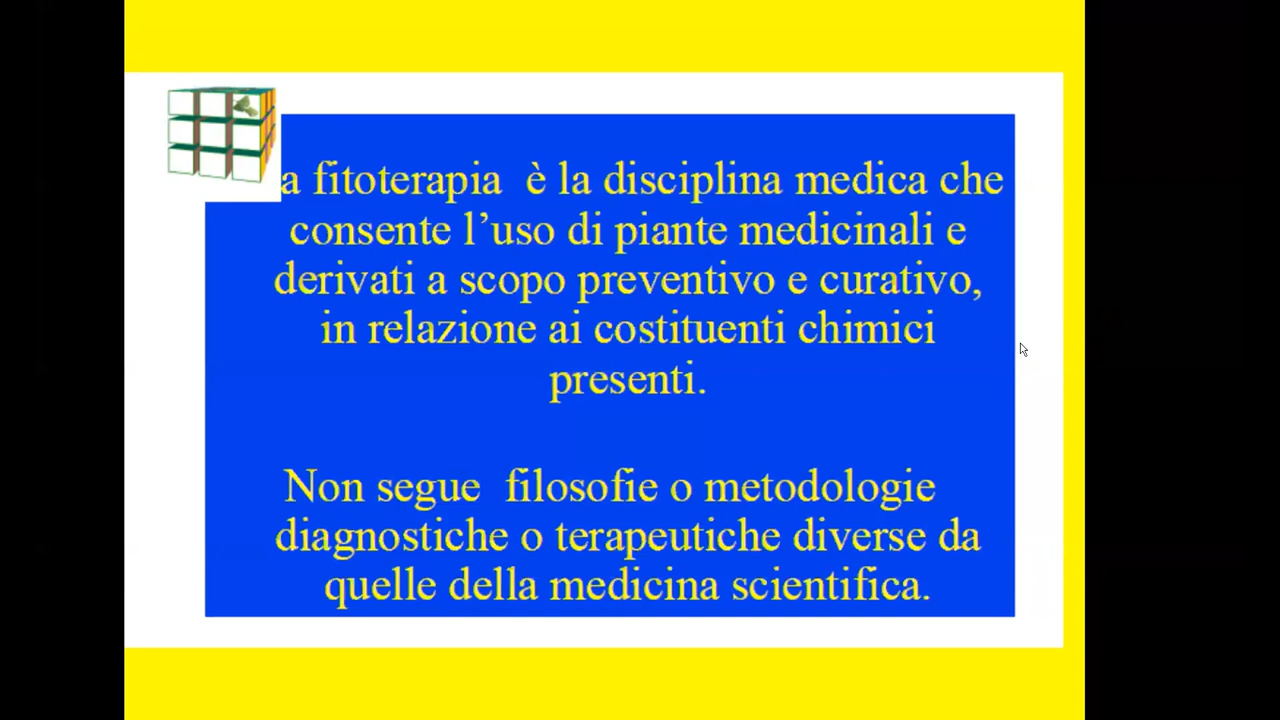 a fitoterapia è la disciplina medica che
consente l’uso di piante medicinali e
derivati a scopo preventivo e curativo,
in relazione ai costituenti chimici
presenti.
Non segue filosofie o metodologie
diagnostiche o terapeutiche diverse da
quelle della medicina scientifica.